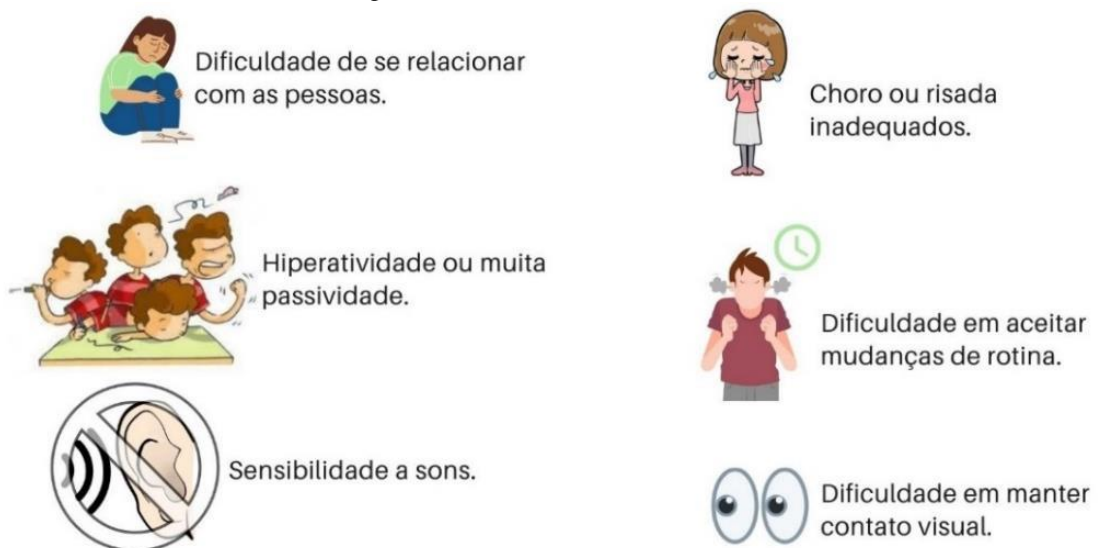 Dificuldade de se relacionar
com as pessoas.
Choro ou risada
inadequados.
Hiperatividade ou muita
passividade.
Dificuldade em aceitar
mudanças de rotina.
Sensibilidade a sons.
Dificuldade em manter
contato visual.